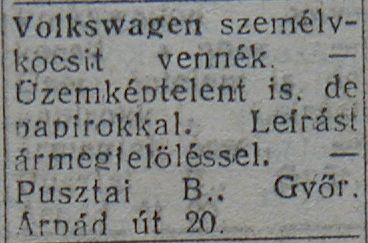 Volkswagen személy-
kocsit vennék. —
Üzemképtelent is. de
papirokkal. Leírást
ármegjelöléssel. —
Pusztai B., Győr.
Árpád út 20.